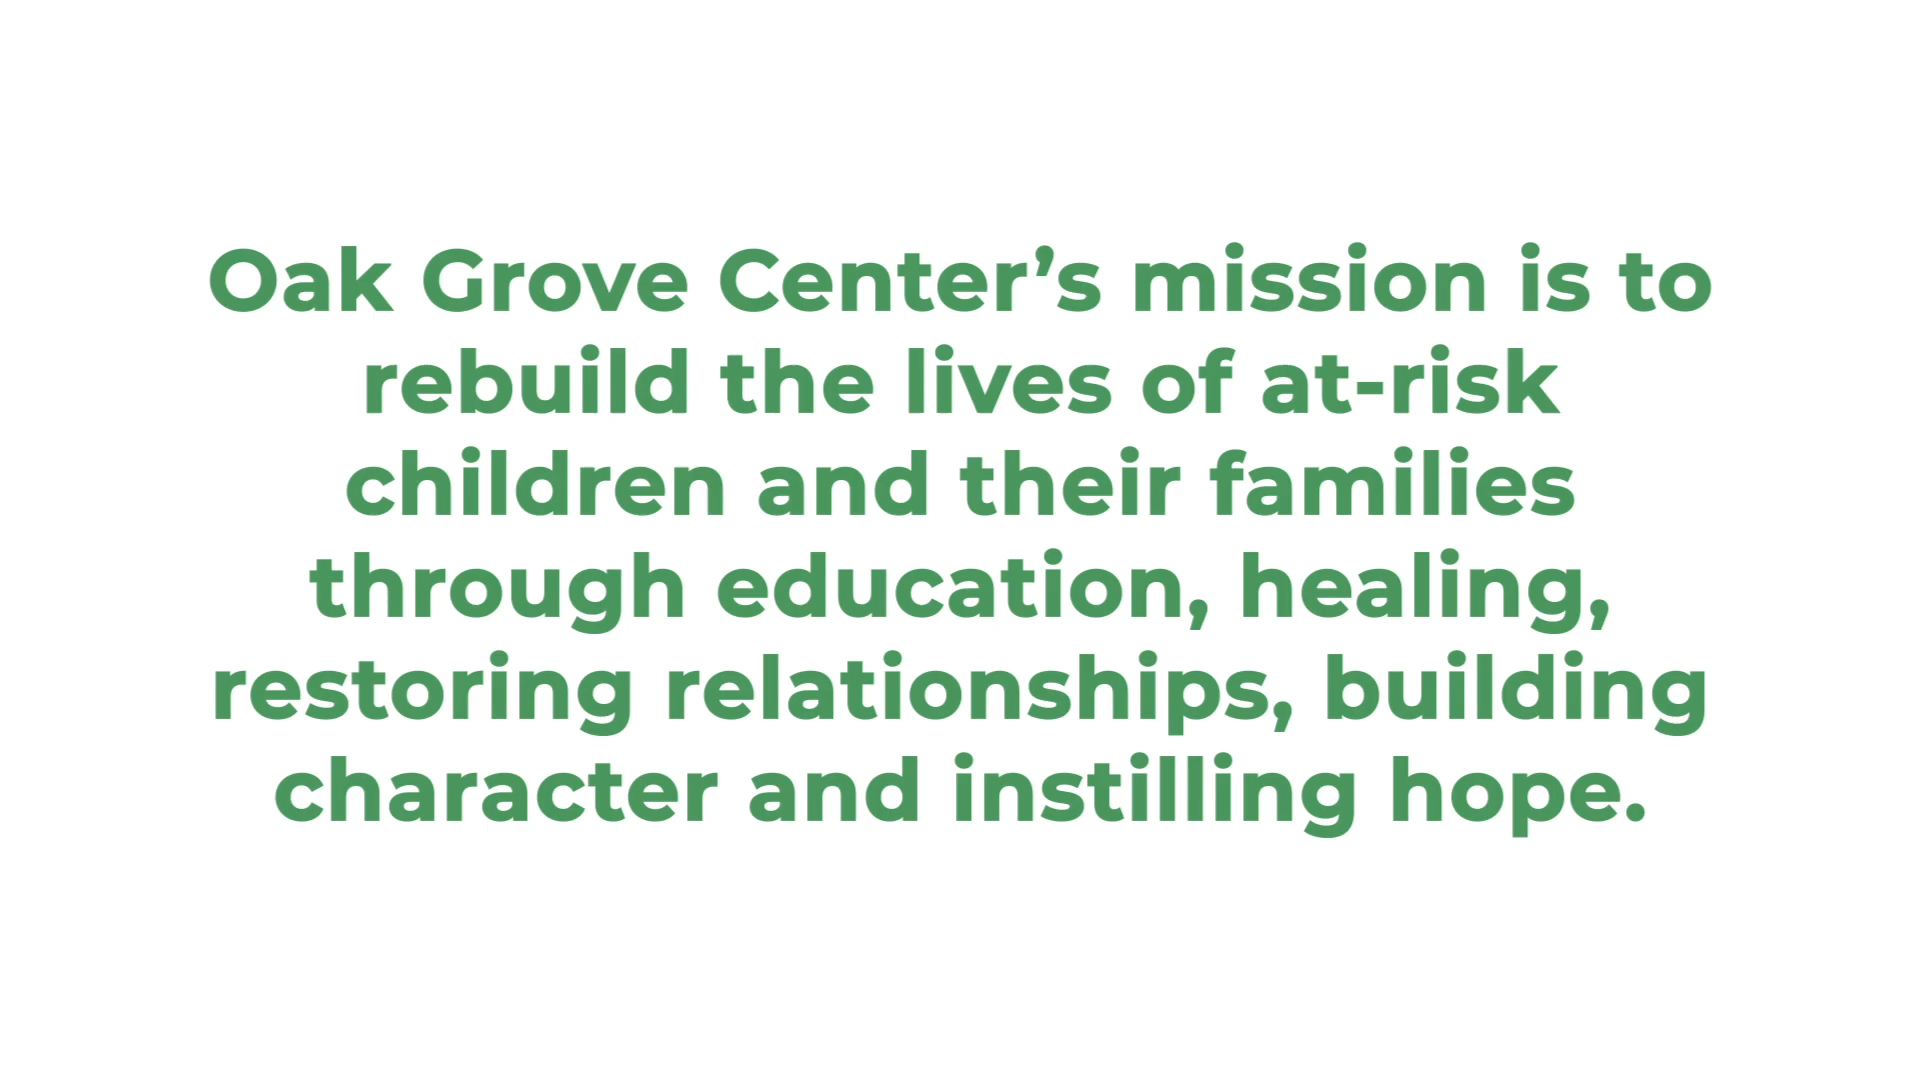 Oak Grove Center’s mission is to
rebuild the lives of at-risk
children and their families
through education, healing,
restoring relationships, building
character and instilling hope.